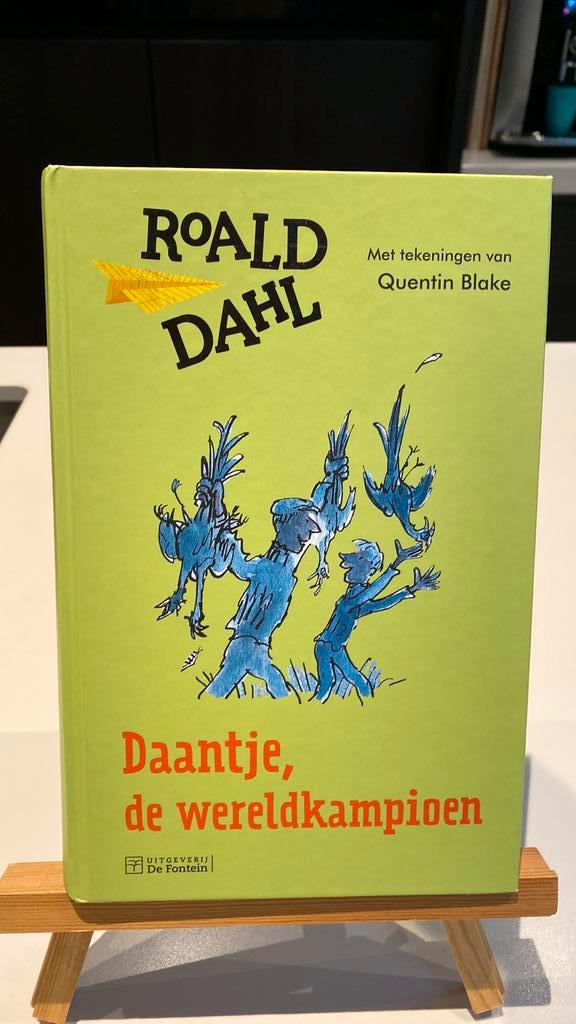 ROALD
DAHL
Met tekeningen van
Quentin Blake
Daantje,
de wereldkampioen
UITGEVERIJ
De Fontein